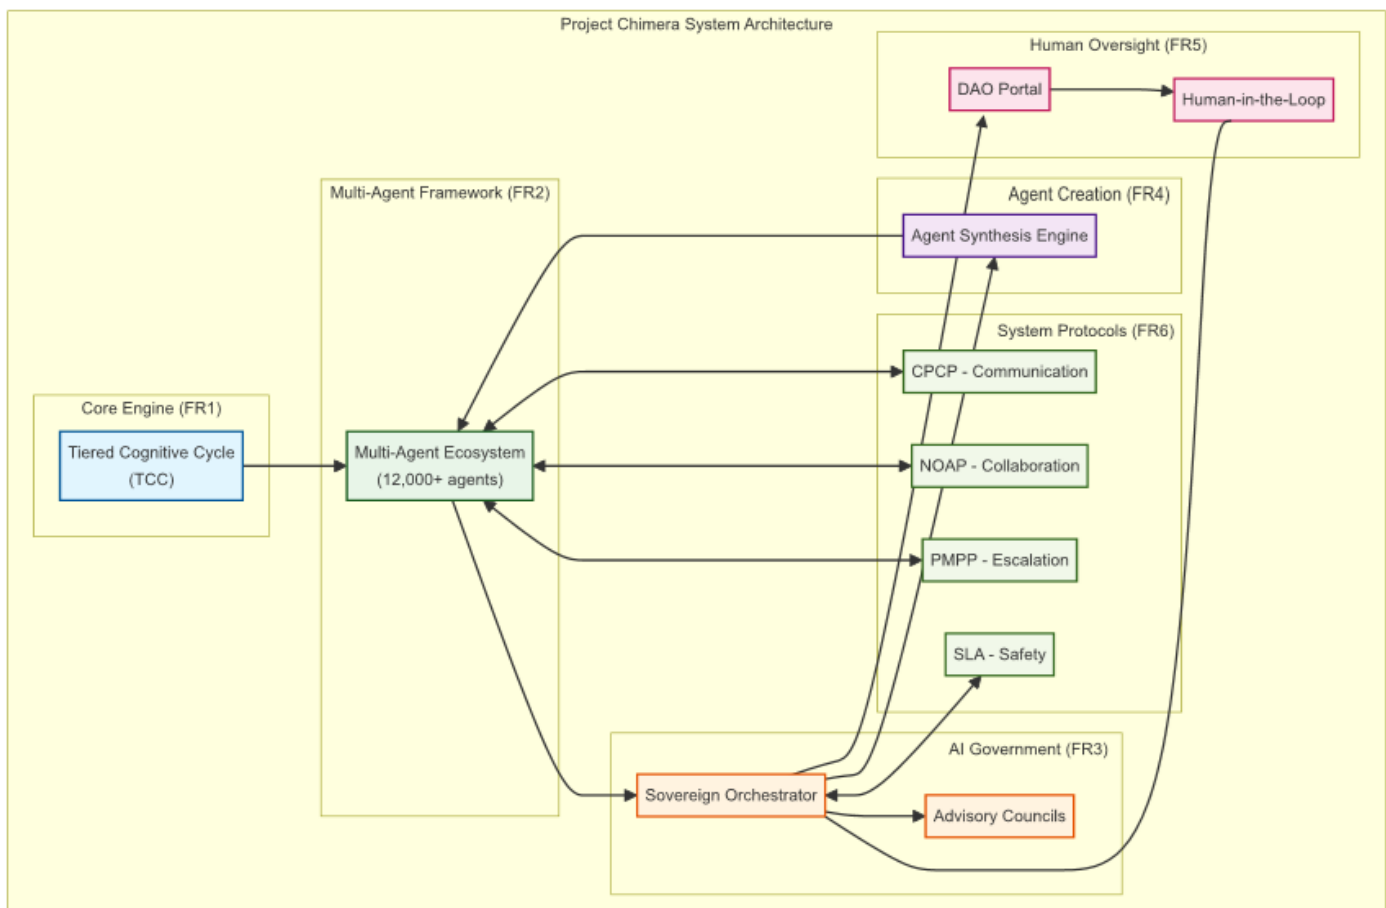 Project Chimera System Architecture
Human Oversight (FR5)
DAO Portal
Human-in-the-Loop
Multi-Agent Framework (FR2)
Agent Creation (FR4)
Agent Synthesis Engine
System Protocols (FR6)
CPCP - Communication
Core Engine (FR1)
Tiered Cognitive Cycle
(TCC)
Multi-Agent Ecosystem
(12,000+ agents)
NOAP - Collaboration
PMPP - Escalation
SLA - Safety
AI Government (FR3)
Sovereign Orchestrator
Advisory Councils